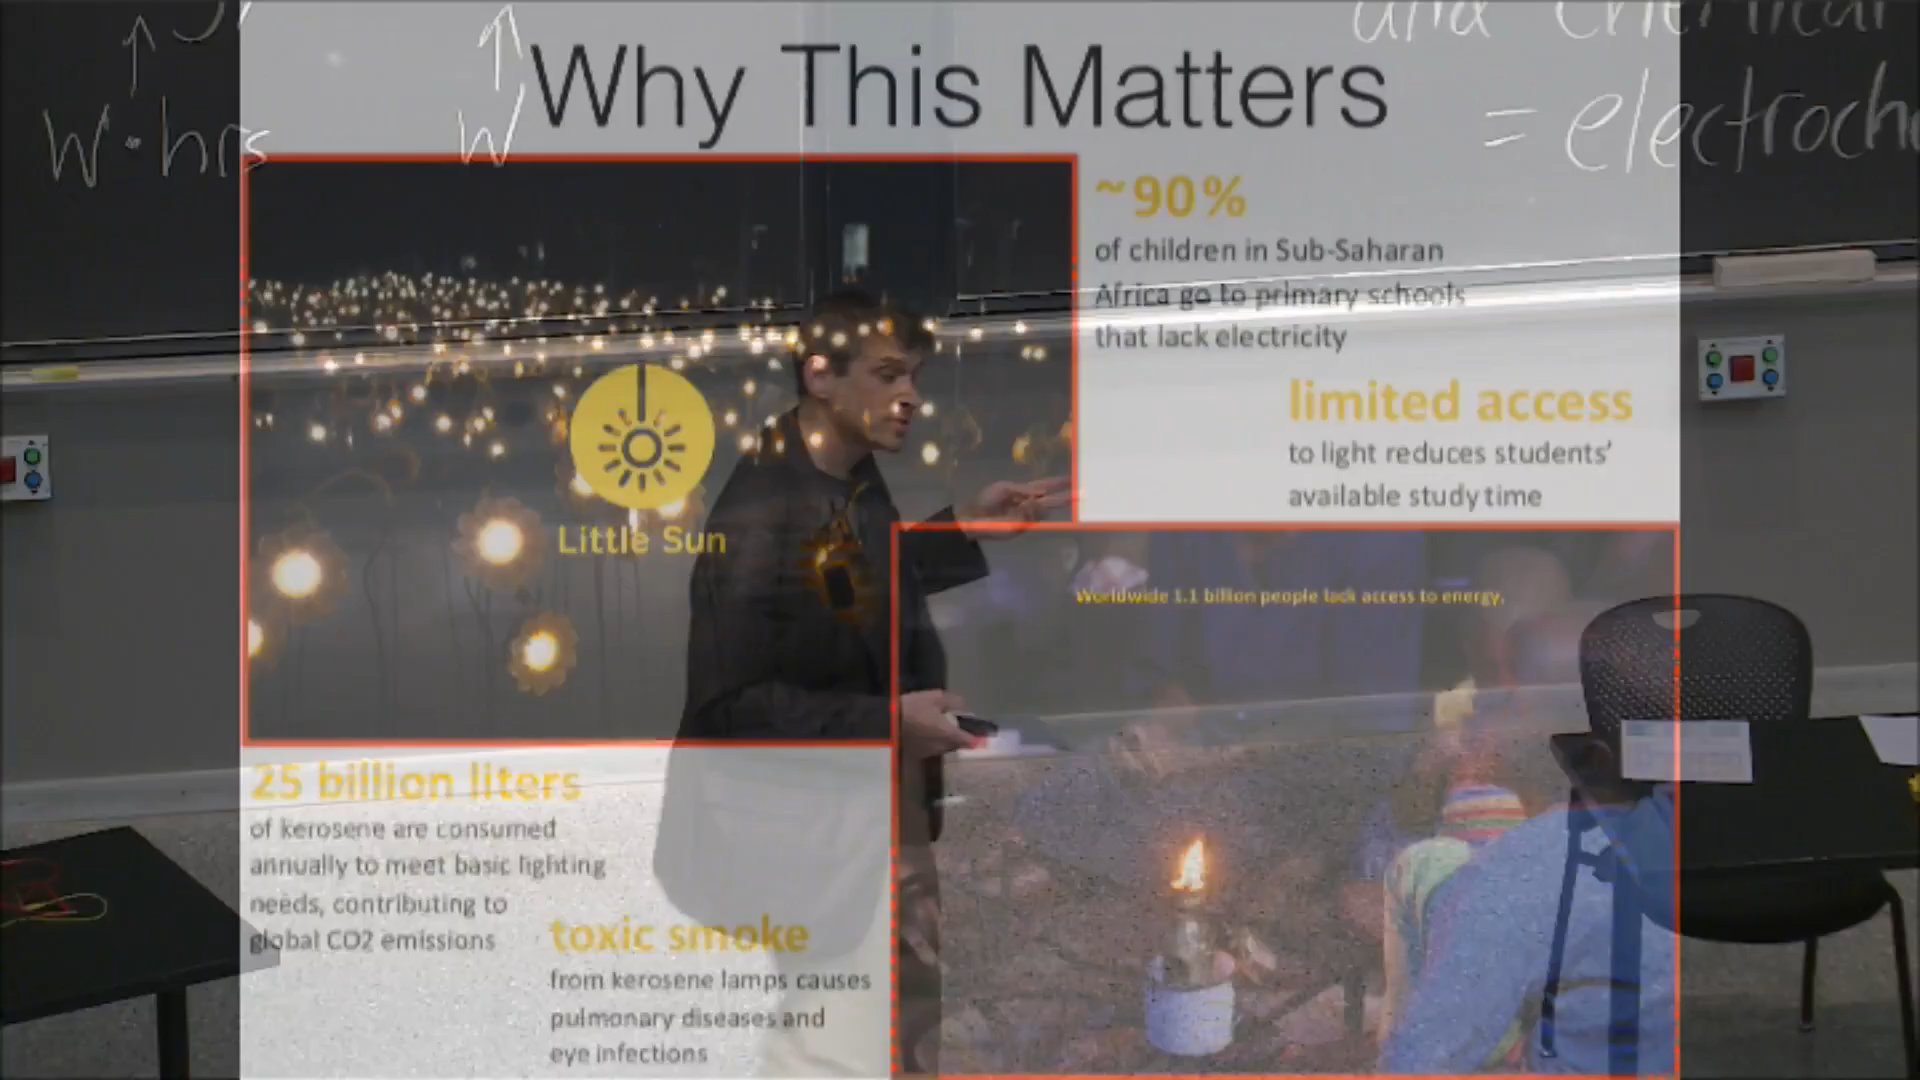 W·hrs
W
and chemical
= electroche
Why This Matters
~90%
of children in Sub-Saharan
Africa go to primary schools
that lack electricity
limited access
to light reduces students'
available study time
Little Sun
Worldwide 1.1 billion people lack access to energy.
25 billion liters
of kerosene are consumed
annually to meet basic lighting
needs, contributing to
global CO2 emissions
toxic smoke
from kerosene lamps causes
pulmonary diseases and
eye infections